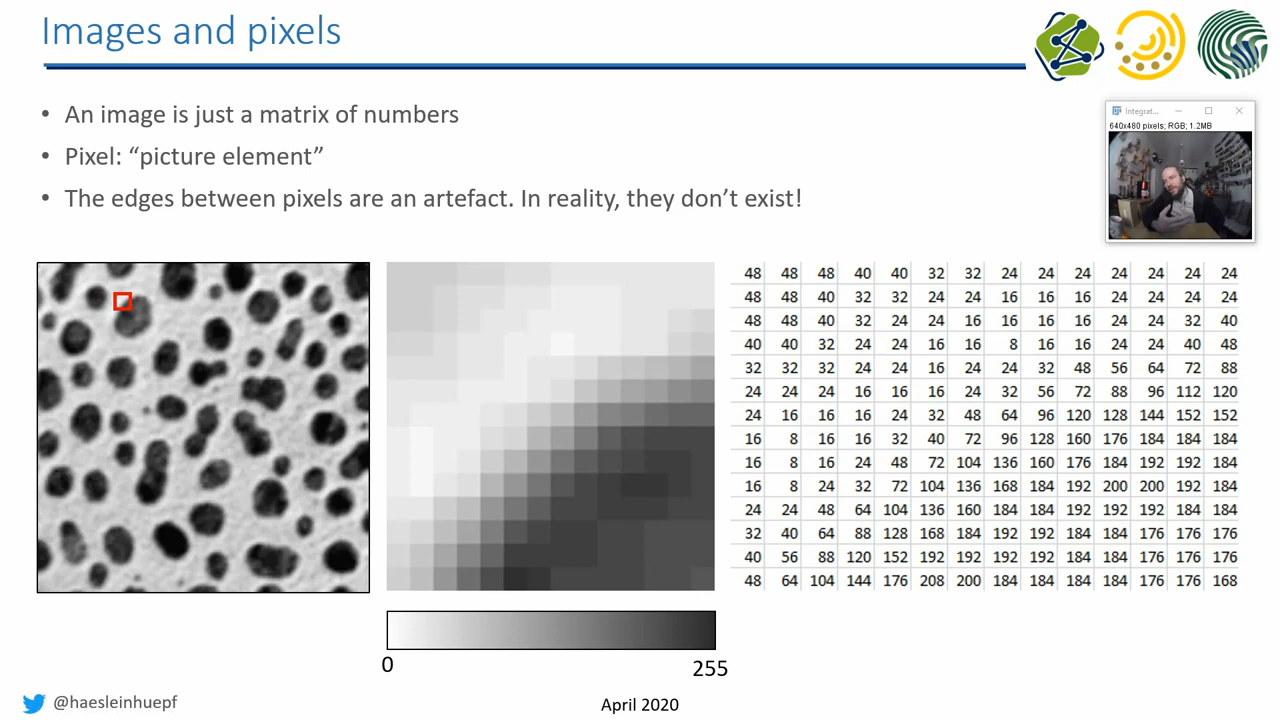 Images and pixels
• An image is just a matrix of numbers
• Pixel: “picture element”
• The edges between pixels are an artefact. In reality, they don’t exist!
Integrat...
640x480 pixels; RGB; 1.2MB
48 48 48 40 40 32 32 24 24 24 24 24 24 24
48 48 40 32 32 24 24 16 16 16 24 24 24 24
48 48 40 32 24 24 16 16 16 16 24 24 32 40
40 40 32 24 24 16 16 8 16 16 24 24 40 48
32 32 32 24 24 16 24 24 32 48 56 64 72 88
24 24 24 16 16 16 24 32 56 72 88 96 112 120
24 16 16 16 24 32 48 64 96 120 128 144 152 152
16 8 16 16 32 40 72 96 128 160 176 184 184 184
16 8 16 24 48 72 104 136 160 176 184 192 192 184
16 8 24 32 72 104 136 168 184 192 200 200 192 184
24 24 48 64 104 136 160 184 184 192 192 192 184 184
32 40 64 88 128 168 184 192 192 184 184 176 176 176
40 56 88 120 152 192 192 192 192 184 184 176 176 176
48 64 104 144 176 208 200 184 184 184 184 176 176 168
0 255
@haesleinhuepf
April 2020